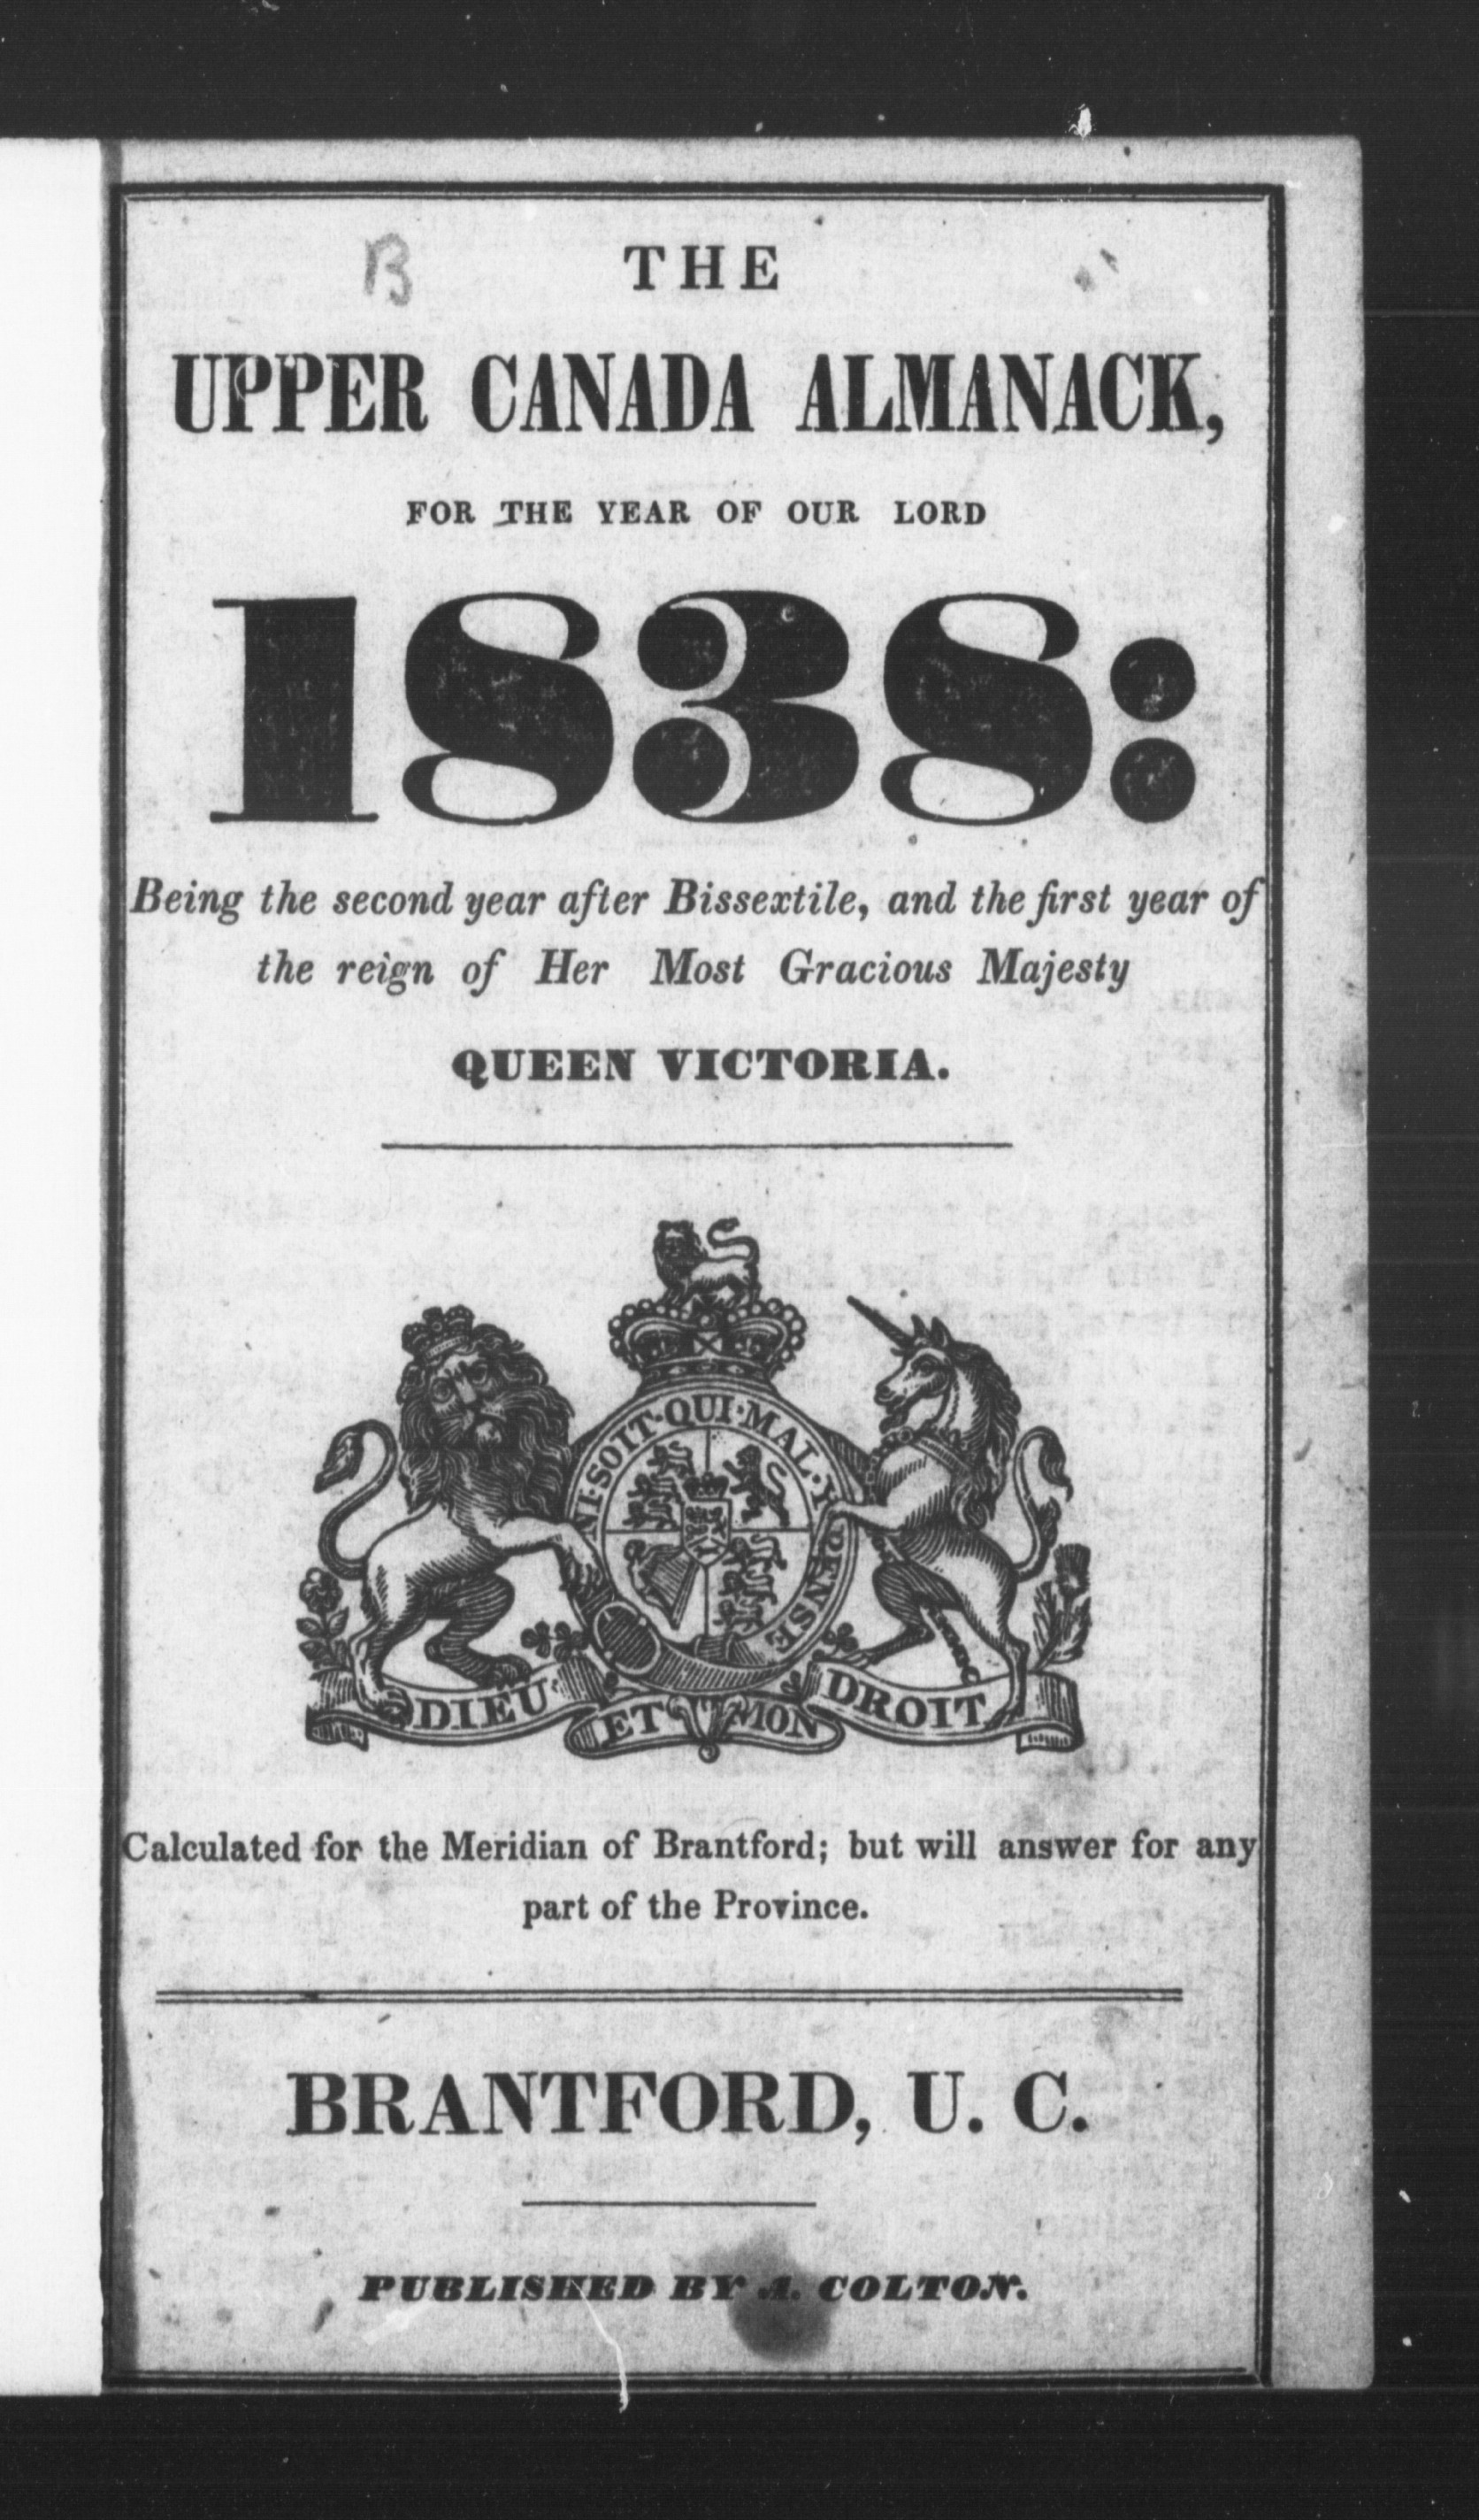 B
THE
UPPER CANADA ALMANACK,
FOR THE YEAR OF OUR LORD
1838:
Being the second year after Bissextile, and the first year of
the reign of Her Most Gracious Majesty
QUEEN VICTORIA.
NI·SOIT·QUI·MAL·Y PENSE
DIEU
ET MON
DROIT
Calculated for the Meridian of Brantford; but will answer for any
part of the Province.
BRANTFORD, U. C.
PUBLISHED BY A. COLTON.